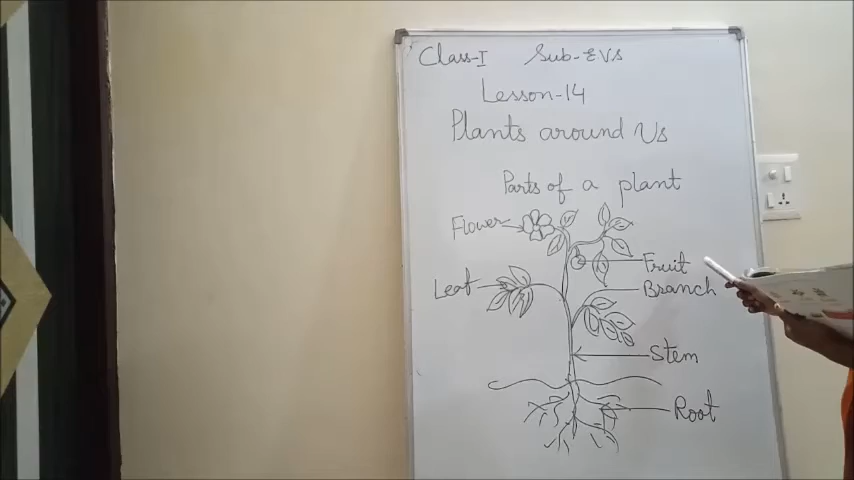 Class-I Sub-EVS
Lesson-14
Plants around Us
Parts of a plant
Flower
Fruit
Leaf
Branch
Stem
Root